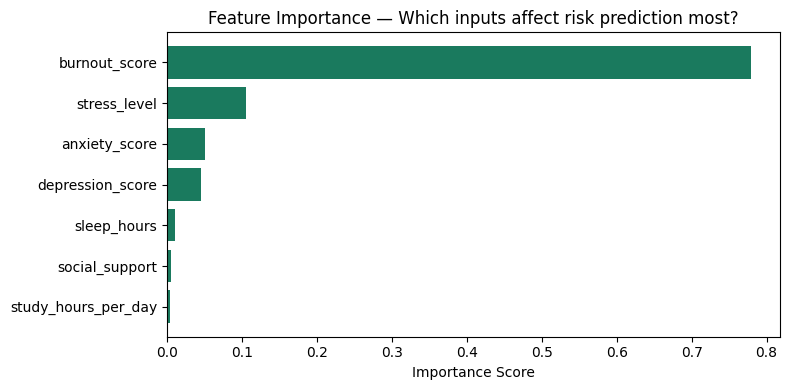 Feature Importance — Which inputs affect risk prediction most?
burnout_score
stress_level
anxiety_score
depression_score
sleep_hours
social_support
study_hours_per_day
0.0 0.1 0.2 0.3 0.4 0.5 0.6 0.7 0.8
Importance Score